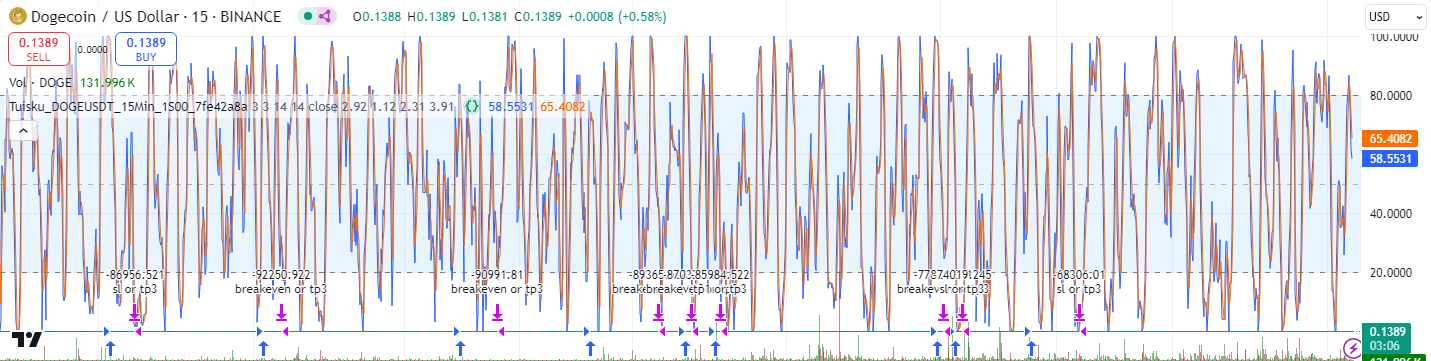 Dogecoin / US Dollar · 15 · BINANCE O0.1388 H0.1389 L0.1381 C0.1389 +0.0008 (+0.58%)
USD
0.1389 SELL
0.0000
0.1389 BUY
100.0000
Vol · DOGE 131.996 K
80.0000
Tuisku_DOGEUSDT_15Min_1S00_7fe42a8a 3 3 14 14 close 2.92 1.12 2.31 3.91 58.5531 65.4082
65.4082
58.5531
40.0000
20.0000
-86956.521
sl or tp3
-92250.922
breakeven or tp3
-90991.81
breakeven or tp3
-68306.01
sl or tp3
0.1389
03:06
131.996 K